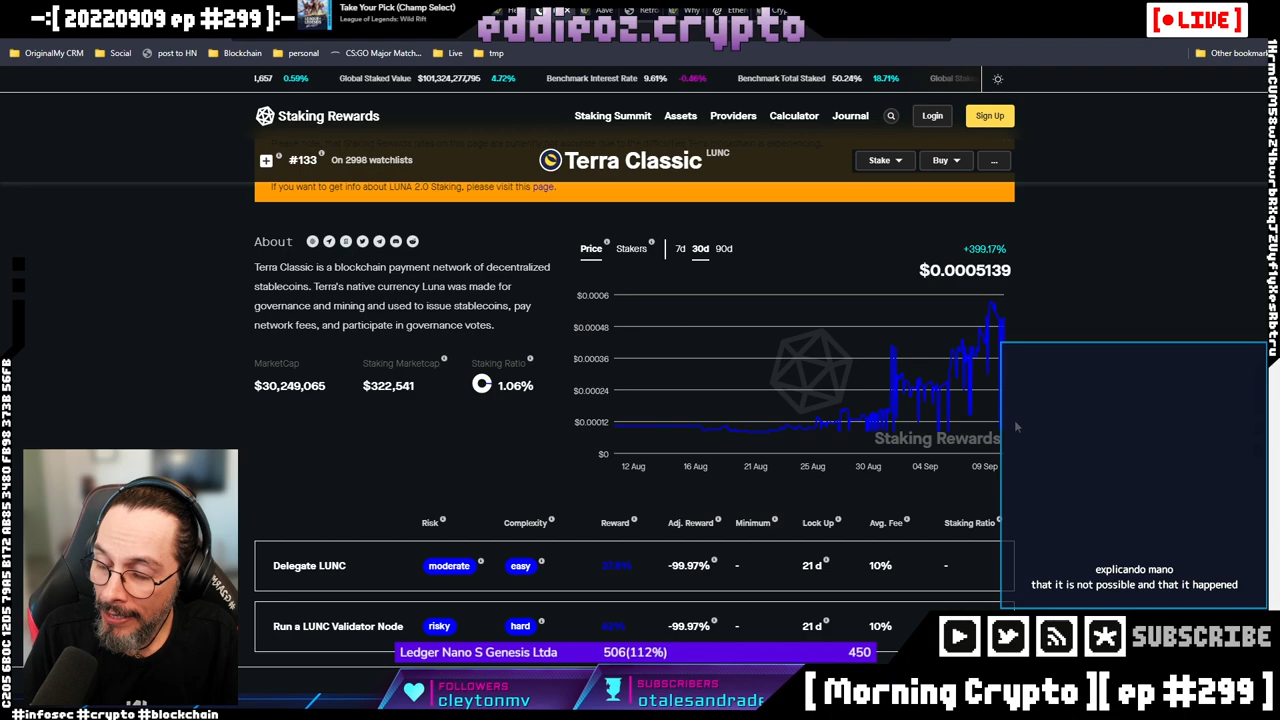 -:[ 20220909 ep #299 ]:-
Take Your Pick (Champ Select)
League of Legends: Wild Rift
eddieoz.crypto
[● LIVE]
OriginalMy CRM
Social
post to HN
Blockchain
personal
CS:GO Major Match...
Live
tmp
Other bookmar
1,657 0.59%
Global Staked Value $101,324,277,795 4.72%
Benchmark Interest Rate 9.61% -0.46%
Benchmark Total Staked 50.24% 18.71%
Global Stak
Staking Rewards
Staking Summit
Assets
Providers
Calculator
Journal
Login
Sign Up
#133
On 2998 watchlists
Terra Classic LUNC
Stake
Buy
...
If you want to get info about LUNA 2.0 Staking, please visit this page.
About
Terra Classic is a blockchain payment network of decentralized
stablecoins. Terra's native currency Luna was made for
governance and mining and used to issue stablecoins, pay
network fees, and participate in governance votes.
MarketCap
Staking Marketcap
Staking Ratio
$30,249,065
$322,541
1.06%
Price
Stakers
7d
30d
90d
+399.17%
$0.0005139
$0.0006
$0.00048
$0.00036
$0.00024
$0.00012
$0
Staking Rewards
12 Aug
16 Aug
21 Aug
25 Aug
30 Aug
04 Sep
09 Sep
Risk
Complexity
Reward
Adj. Reward
Minimum
Lock Up
Avg. Fee
Staking Ratio
Delegate LUNC
moderate
easy
-99.97%
-
21 d
10%
-
Run a LUNC Validator Node
risky
hard
-99.97%
-
21 d
10%
explicando mano
that it is not possible and that it happened
Ledger Nano S Genesis Ltda
506(112%)
450
FOLLOWERS
cleytonmv
SUBSCRIBERS
otalesandrade
SUBSCRIBE
[ Morning Crypto ][ ep #299 ]
#infosec #crypto #blockchain